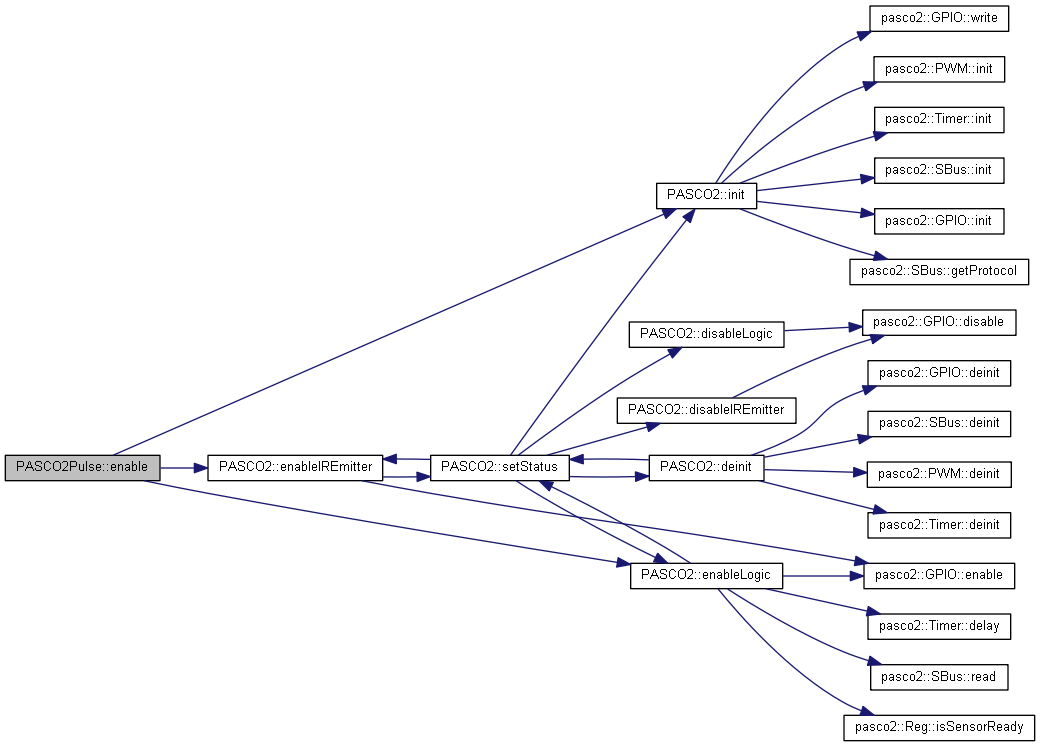 pasco2::GPIO::write
pasco2::PWM::init
pasco2::Timer::init
pasco2::SBus::init
PASCO2::init
pasco2::GPIO::init
pasco2::SBus::getProtocol
pasco2::GPIO::disable
PASCO2::disableLogic
pasco2::GPIO::deinit
PASCO2::disableIREmitter
pasco2::SBus::deinit
PASCO2Pulse::enable
PASCO2::enableIREmitter
PASCO2::setStatus
PASCO2::deinit
pasco2::PWM::deinit
pasco2::Timer::deinit
PASCO2::enableLogic
pasco2::GPIO::enable
pasco2::Timer::delay
pasco2::SBus::read
pasco2::Reg::isSensorReady